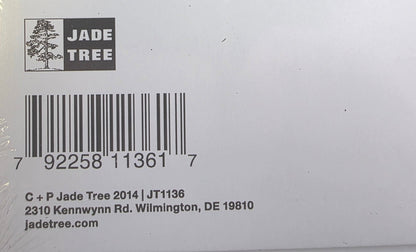 JADE
TREE
7 92258 11361 7
C + P Jade Tree 2014 | JT1136
2310 Kennwynn Rd. Wilmington, DE 19810
jadetree.com